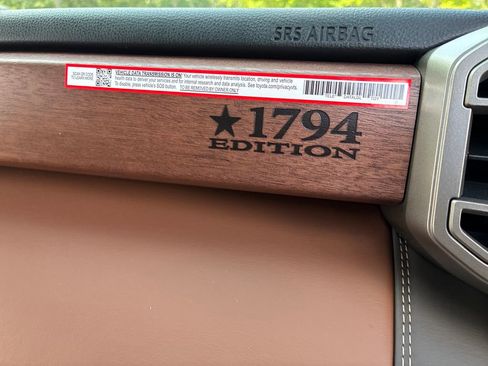 SRS AIRBAG
SCAN QR CODE
TO LEARN MORE
VEHICLE DATA TRANSMISSION IS ON! Your vehicle wirelessly transmits location, driving and vehicle
health data to deliver your services and for internal research and data analysis. See toyota.com/privacyvts.
To disable, press vehicle's SOS button. TO BE REMOVED BY OWNER ONLY
★1794
EDITION